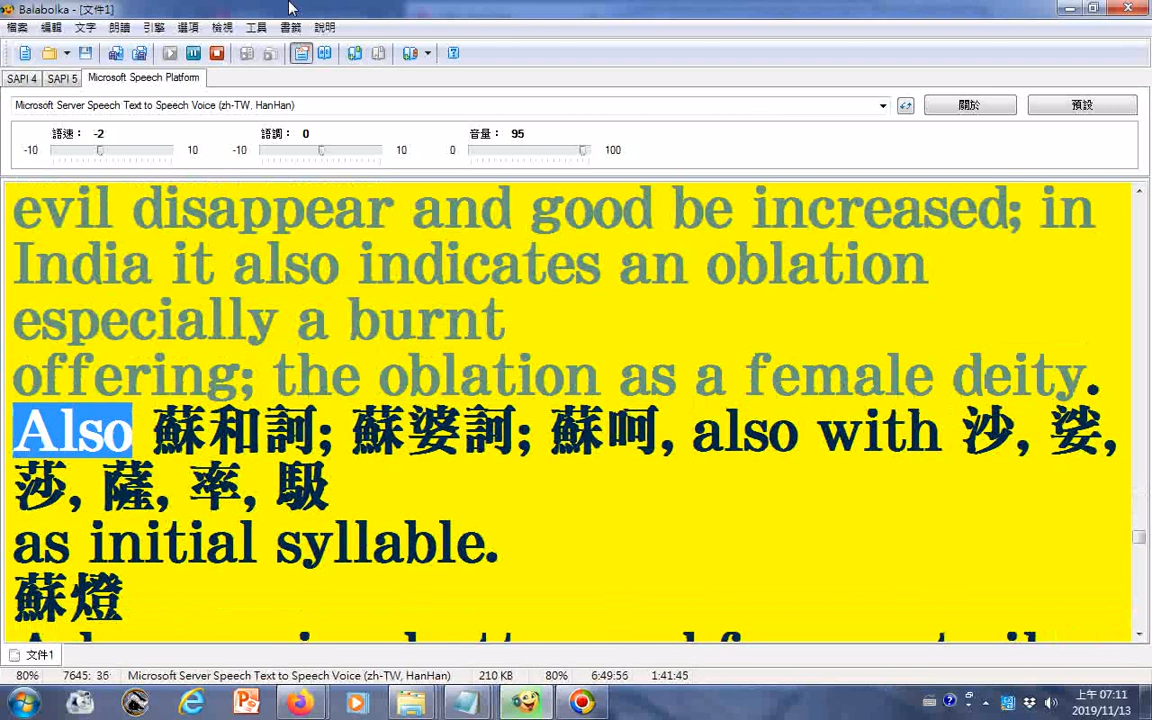 Balabolka - [文件1]
檔案 編輯 文字 朗讀 引擎 選項 檢視 工具 書籤 說明
SAPI 4 SAPI 5 Microsoft Speech Platform
Microsoft Server Speech Text to Speech Voice (zh-TW, HanHan) 關於 預設
語速： -2 語調： 0 音量： 95
-10 10 -10 10 0 100
evil disappear and good be increased; in
India it also indicates an oblation
especially a burnt
offering; the oblation as a female deity.
Also 蘇和訶; 蘇婆訶; 蘇呵, also with 沙, 娑,
莎, 薩, 率, 馺
as initial syllable.
蘇燈
文件1
80% 7645: 35 Microsoft Server Speech Text to Speech Voice (zh-TW, HanHan) 210 KB 80% 6:49:55 1:41:45
上午 07:11
2019/11/13